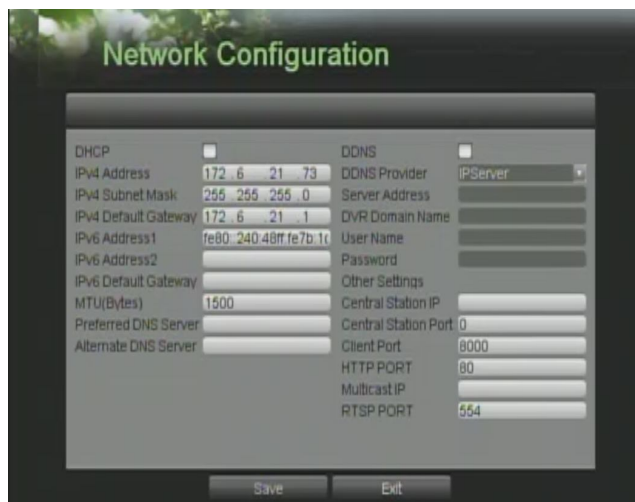 Network Configuration
DHCP
IPv4 Address 172 .6 .21 .73
IPv4 Subnet Mask 255 .255 .255 .0
IPv4 Default Gateway 172 .6 .21 .1
IPv6 Address1 fe80::240:48ff:fe7b:1
IPv6 Address2
IPv6 Default Gateway
MTU(Bytes) 1500
Preferred DNS Server
Alternate DNS Server
DDNS
DDNS Provider IPServer
Server Address
DVR Domain Name
User Name
Password
Other Settings
Central Station IP
Central Station Port 0
Client Port 8000
HTTP PORT 80
Multicast IP
RTSP PORT 554
Save Exit